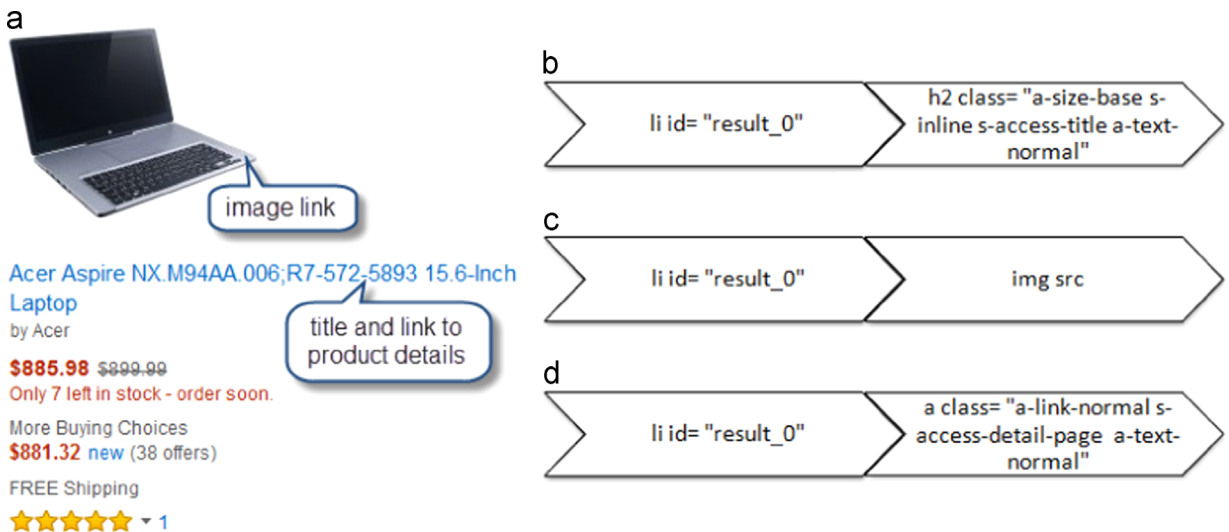 a
image link
Acer Aspire NX.M94AA.006;R7-572-5893 15.6-Inch
Laptop
by Acer
title and link to
product details
$885.98 $899.99
Only 7 left in stock - order soon.
More Buying Choices
$881.32 new (38 offers)
FREE Shipping
1
b
li id= "result_0"
h2 class= "a-size-base s-
inline s-access-title a-text-
normal"
c
li id= "result_0"
img src
d
li id= "result_0"
a class= "a-link-normal s-
access-detail-page a-text-
normal"